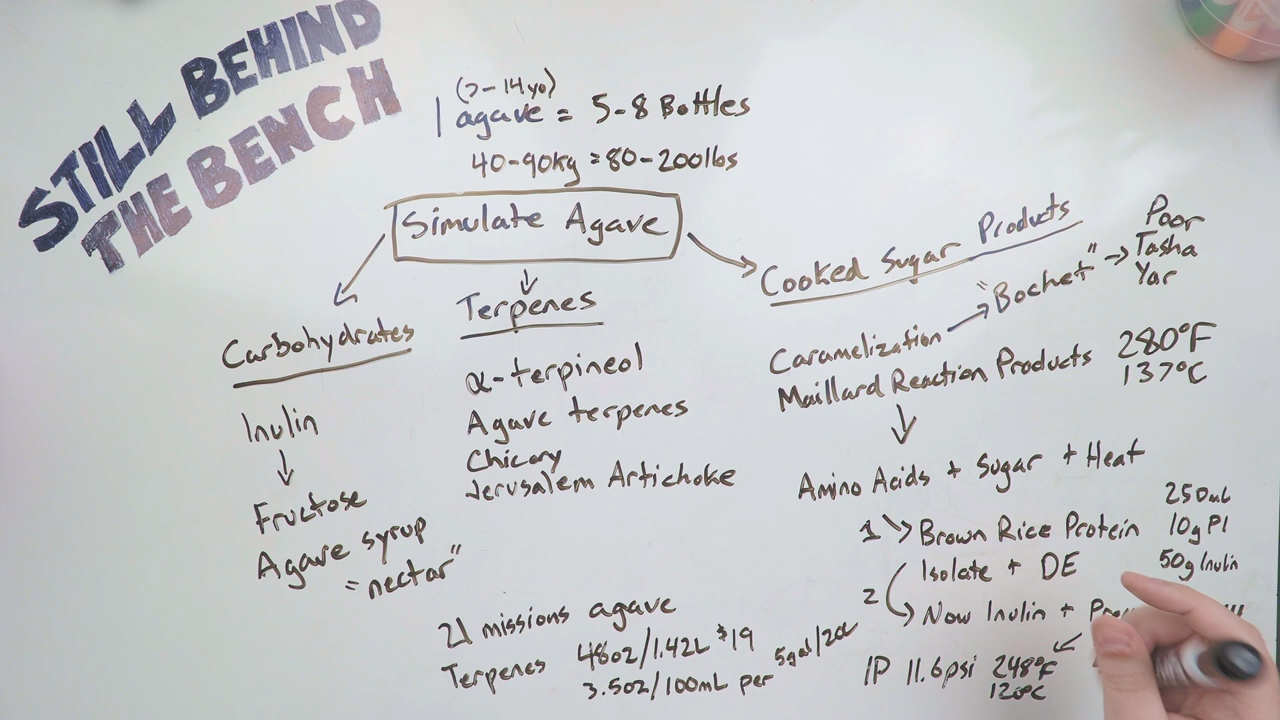 STILL BEHIND
THE BENCH
(7-14yo)
1 agave = 5-8 Bottles
40-90kg = 80-200lbs
Simulate Agave
Carbohydrates
Inulin
↓
Fructose
Agave syrup
"nectar"
Terpenes
α-terpineol
Agave terpenes
Chicory
Jerusalem Artichoke
21 missions agave
Terpenes 48oz/1.42L $19
3.5oz/100mL per 5gal/20L
Cooked Sugar Products
Caramelization → "Bochet" → Poor
Tasha
Yar
Maillard Reaction Products 280°F
137°C
↓
Amino Acids + Sugar + Heat
1 → Brown Rice Protein
Isolate + DE
2 → Now Inulin +
250mL
10g PI
50g Inulin
IP 11.6psi 248°F
120°C